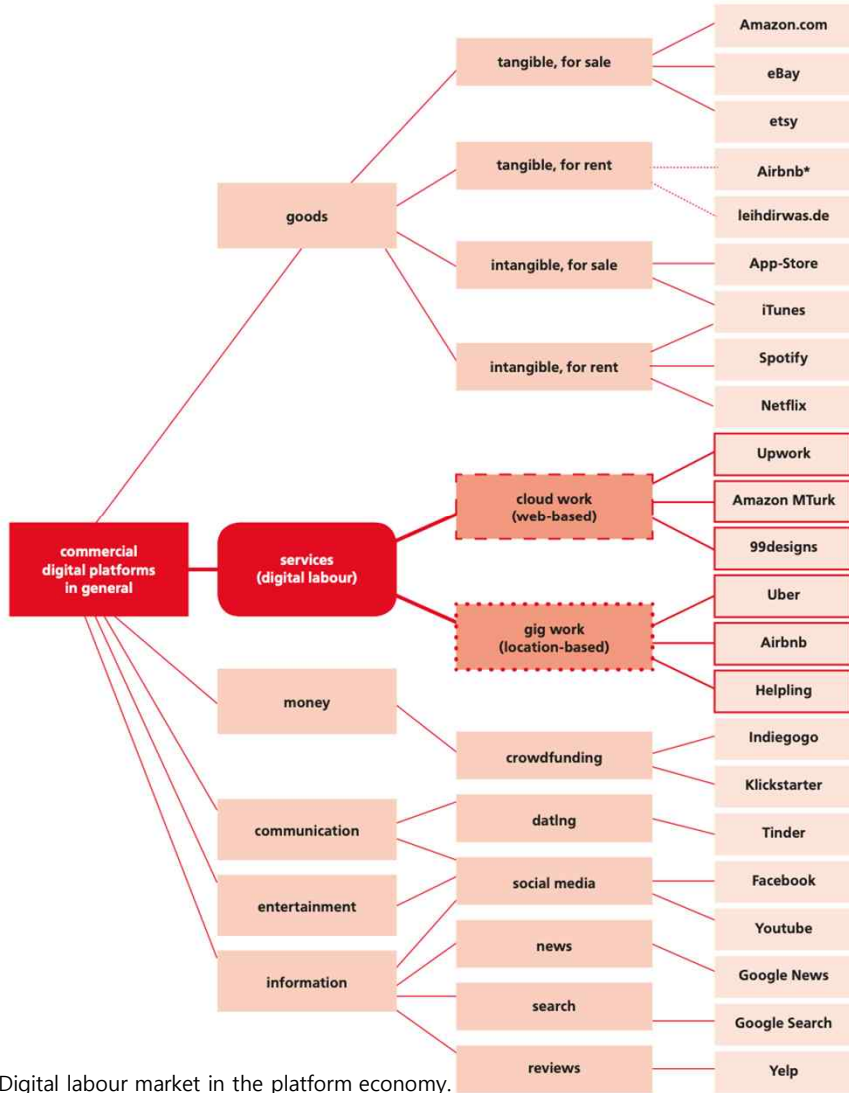 Amazon.com
tangible, for sale
eBay
etsy
tangible, for rent
Airbnb*
goods
leihdirwas.de
intangible, for sale
App-Store
iTunes
intangible, for rent
Spotify
Netflix
Upwork
cloud work
(web-based)
Amazon MTurk
commercial
digital platforms
in general
services
(digital labour)
99designs
Uber
gig work
(location-based)
Airbnb
Helpling
money
Indiegogo
crowdfunding
Klickstarter
communication
datIng
Tinder
entertainment
social media
Facebook
Youtube
information
news
Google News
search
Google Search
reviews
Yelp
Digital labour market in the platform economy.